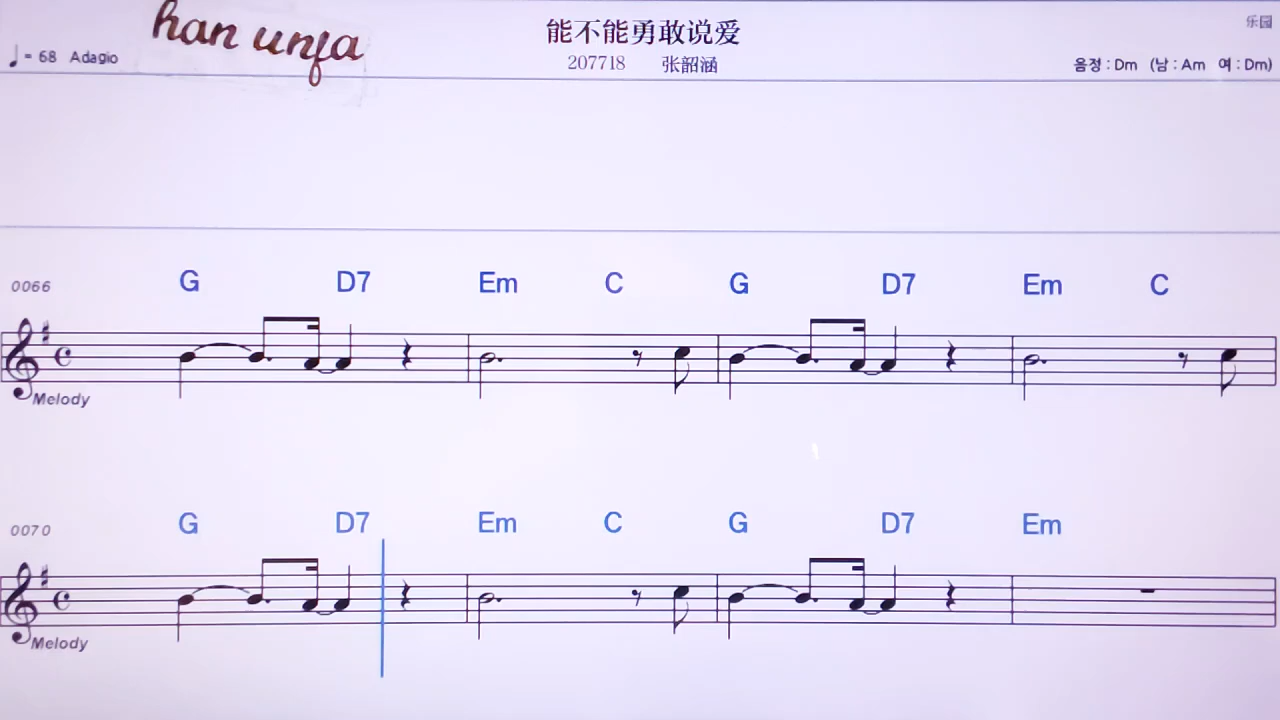 han unfa
能不能勇敢说爱
乐园
♩= 68 Adagio
207718 张韶涵
음정 : Dm (남 : Am 여 : Dm)
0066
G D7 Em C G D7 Em C
Melody
0070
G D7 Em C G D7 Em
Melody